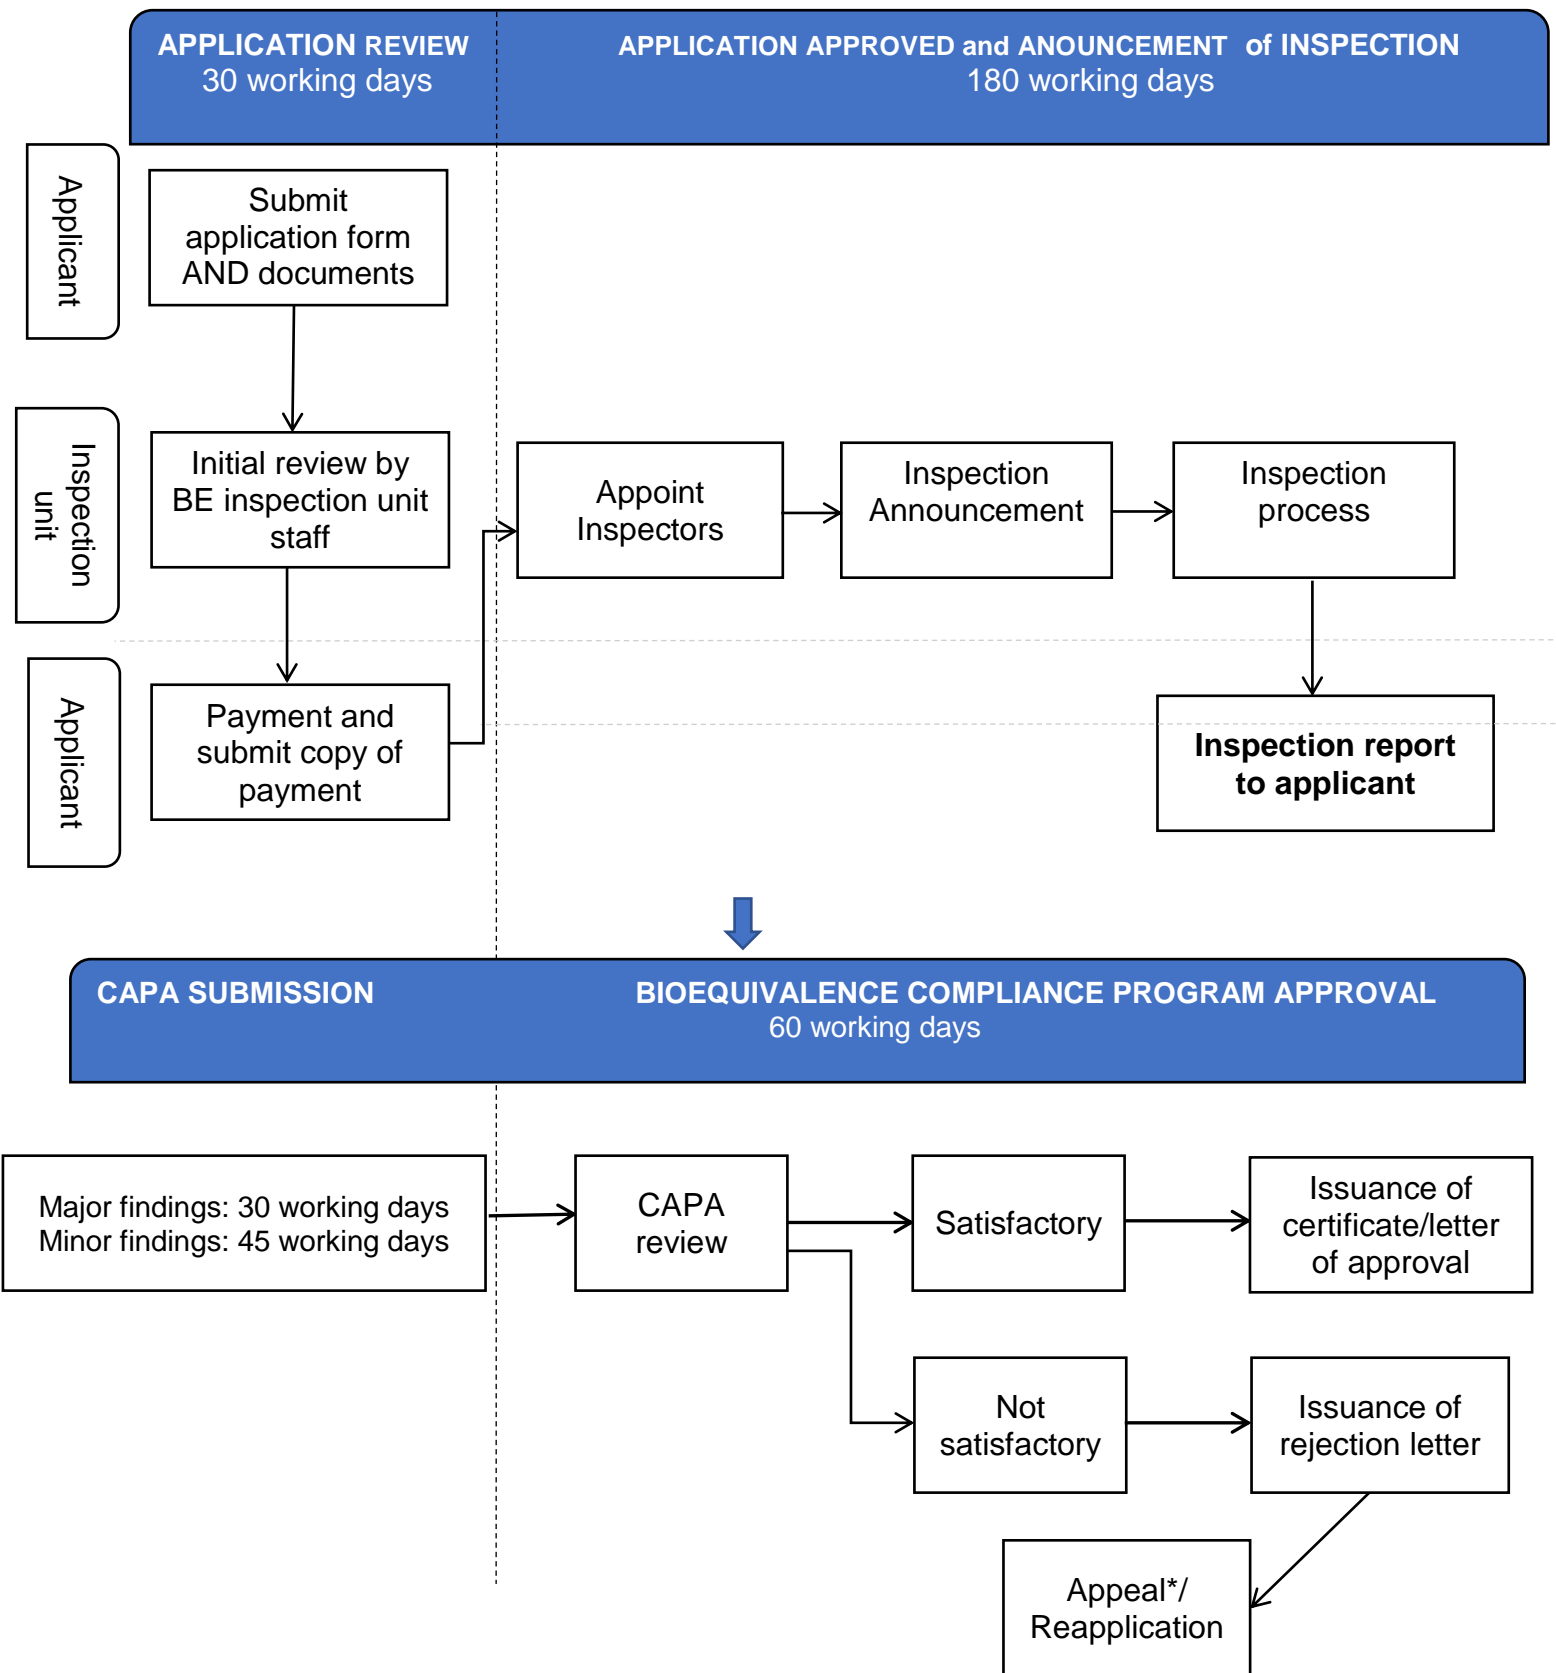 APPLICATION REVIEW
30 working days
APPLICATION APPROVED and ANOUNCEMENT of INSPECTION
180 working days
Applicant
Submit
application form
AND documents
Inspection
unit
Initial review by
BE inspection unit
staff
Appoint
Inspectors
Inspection
Announcement
Inspection
process
Applicant
Payment and
submit copy of
payment
Inspection report
to applicant
CAPA SUBMISSION
BIOEQUIVALENCE COMPLIANCE PROGRAM APPROVAL
60 working days
Major findings: 30 working days
Minor findings: 45 working days
CAPA
review
Satisfactory
Issuance of
certificate/letter
of approval
Not
satisfactory
Issuance of
rejection letter
Appeal*/
Reapplication